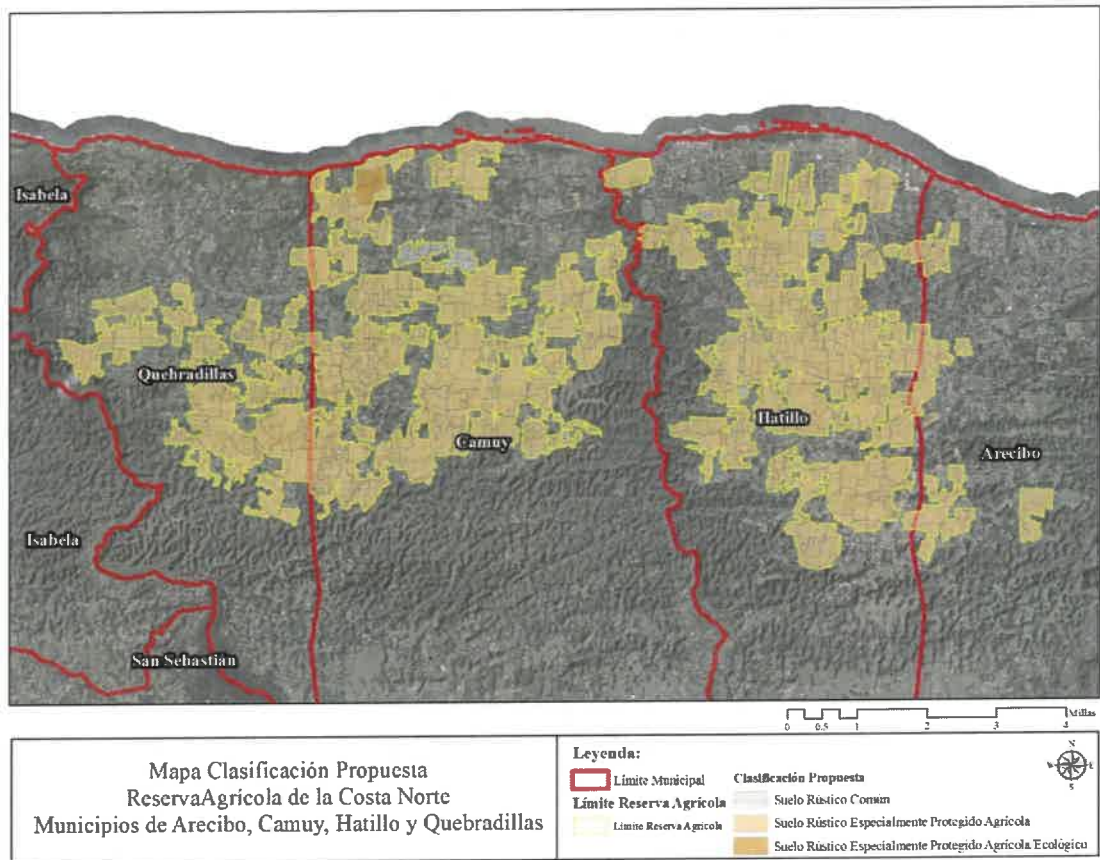 Isabela
Quebradillas
Camuy
Hatillo
Arecibo
Isabela
San Sebastián
Millas
0 0.5 1 2 3 4
Mapa Clasificación Propuesta
ReservaAgrícola de la Costa Norte
Municipios de Arecibo, Camuy, Hatillo y Quebradillas
Leyenda:
Límite Municipal
Límite Reserva Agrícola
Límite Reserva Agrícola
Clasificación Propuesta
Suelo Rústico Común
Suelo Rústico Especialmente Protegido Agrícola
Suelo Rústico Especialmente Protegido Agrícola Ecológico
N
W E
S